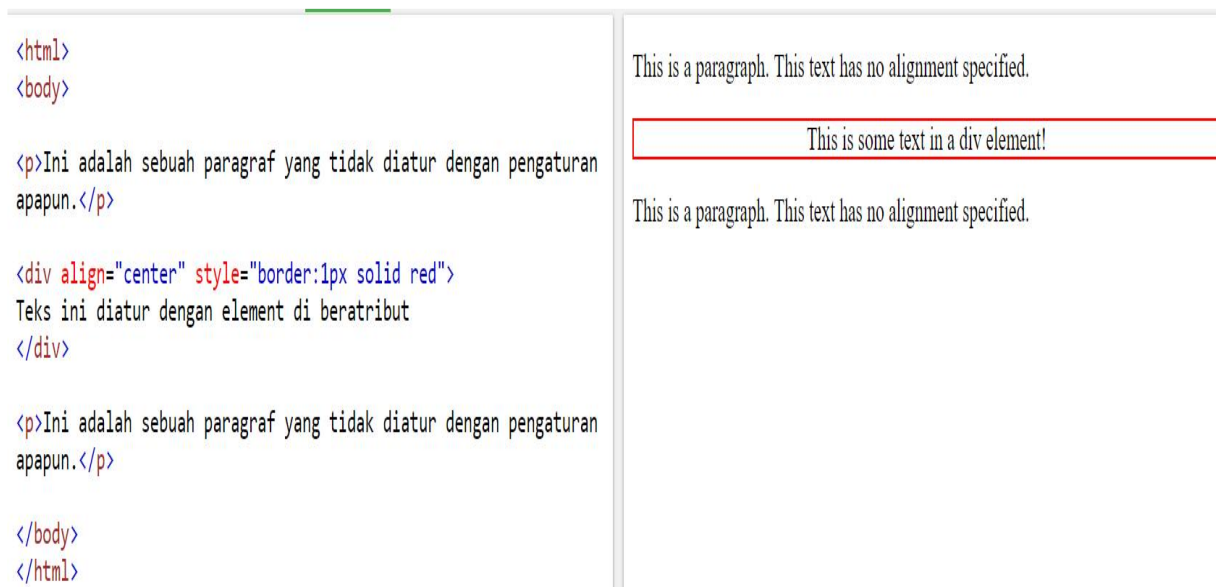 <html>
<body>
<p>Ini adalah sebuah paragraf yang tidak diatur dengan pengaturan
apapun.</p>
<div align="center" style="border:1px solid red">
Teks ini diatur dengan element di beratribut
</div>
<p>Ini adalah sebuah paragraf yang tidak diatur dengan pengaturan
apapun.</p>
</body>
</html>
This is a paragraph. This text has no alignment specified.
This is some text in a div element!
This is a paragraph. This text has no alignment specified.